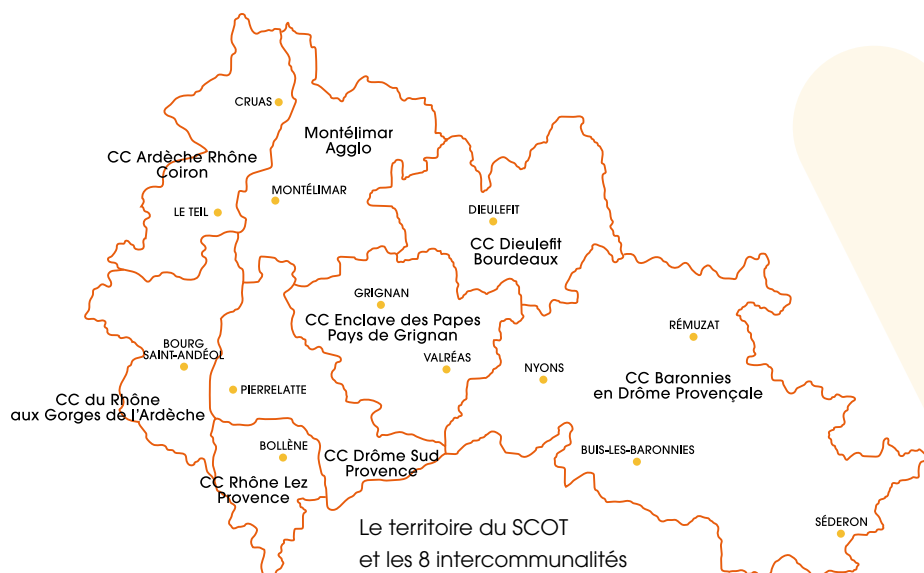 CRUAS
Montélimar
Agglo
CC Ardèche Rhône
Coiron
MONTÉLIMAR
LE TEIL
DIEULEFIT
CC Dieulefit
Bourdeaux
GRIGNAN
CC Enclave des Papes
Pays de Grignan
VALRÉAS
RÉMUZAT
NYONS
CC Baronnies
en Drôme Provençale
BOURG
SAINT-ANDÉOL
PIERRELATTE
CC du Rhône
aux Gorges de l'Ardèche
BOLLÈNE
CC Drôme Sud
Provence
CC Rhône Lez
Provence
BUIS-LES-BARONNIES
SÉDERON
Le territoire du SCOT
et les 8 intercommunalités